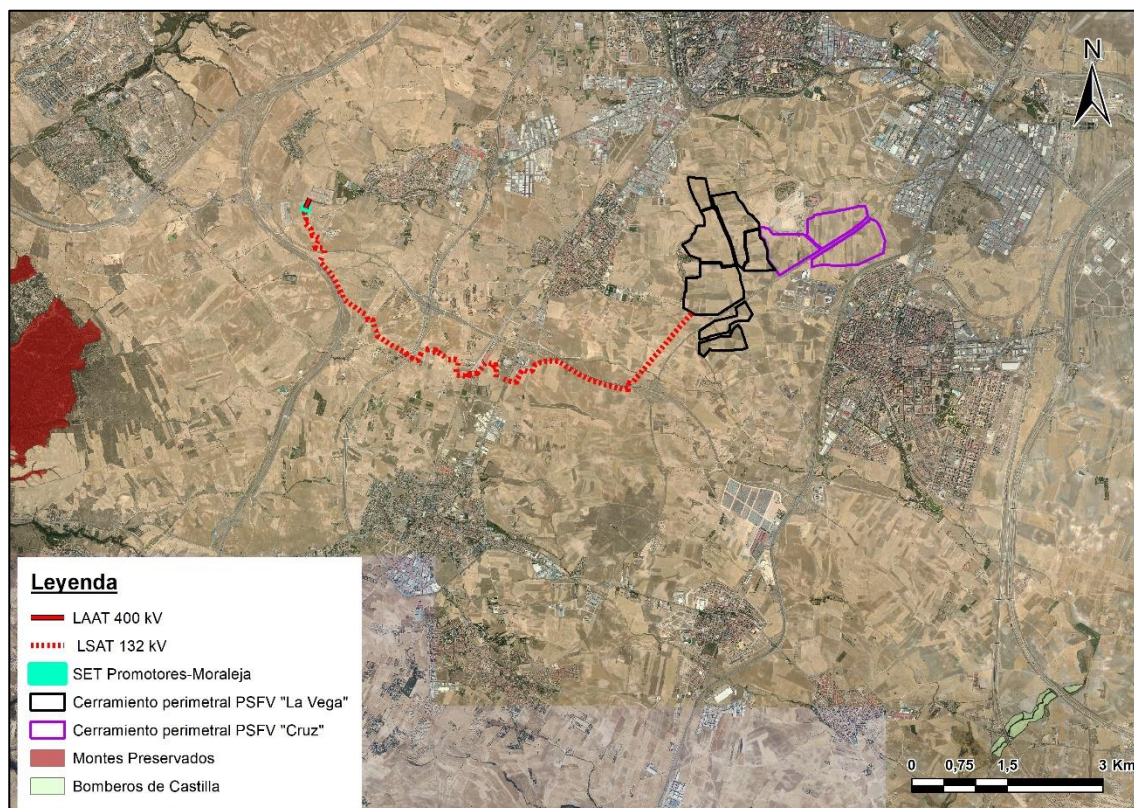 N
Leyenda
LAAT 400 kV
LSAT 132 kV
SET Promotores-Moraleja
Cerramiento perimetral PSFV "La Vega"
Cerramiento perimetral PSFV "Cruz"
Montes Preservados
Bomberos de Castilla
0 0,75 1,5 3 Km